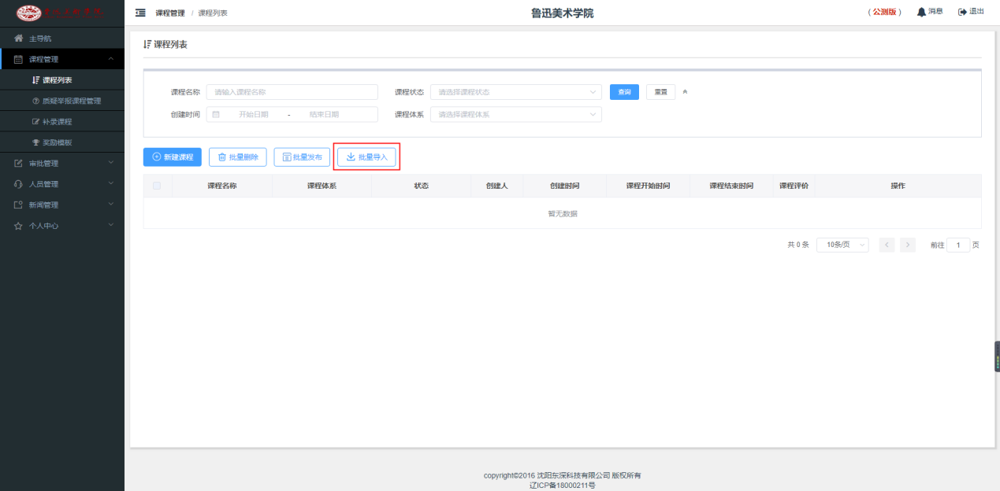 课程管理 / 课程列表
鲁迅美术学院
（公测版） 消息 退出
主导航
课程管理
课程列表
质疑举报课程管理
补录课程
奖励模板
审批管理
人员管理
新闻管理
个人中心
课程列表
课程名称 请输入课程名称 课程状态 请选择课程状态 查询 重置
创建时间 开始日期 - 结束日期 课程体系 请选择课程体系
新建课程 批量删除 批量发布 批量导入
课程名称 课程体系 状态 创建人 创建时间 课程开始时间 课程结束时间 课程评价 操作
暂无数据
共 0 条 10条/页 前往 1 页
copyright©2016 沈阳东深科技有限公司 版权所有
辽ICP备18000211号